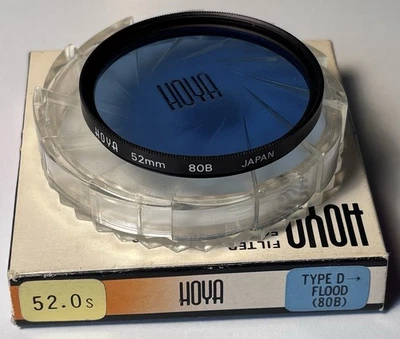 HOYA
HOYA 52mm 80B JAPAN
HOYA
FILTER
52.0s
HOYA
TYPE D→
FLOOD
(80B)